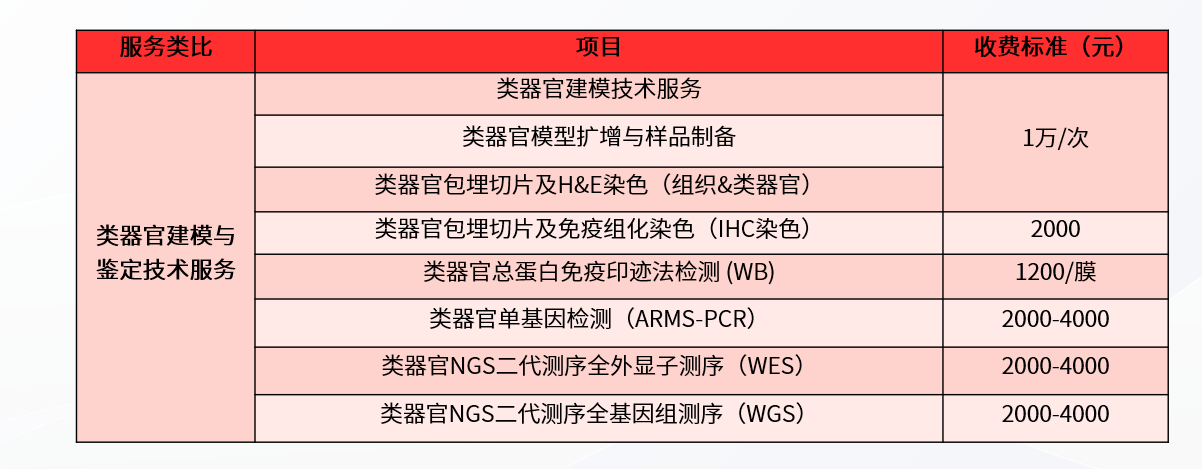 服务类比 项目 收费标准（元）
类器官建模技术服务
类器官模型扩增与样品制备 1万/次
类器官包埋切片及H&E染色（组织&类器官）
类器官包埋切片及免疫组化染色（IHC染色） 2000
类器官建模与
鉴定技术服务
类器官总蛋白免疫印迹法检测 (WB) 1200/膜
类器官单基因检测（ARMS-PCR） 2000-4000
类器官NGS二代测序全外显子测序（WES） 2000-4000
类器官NGS二代测序全基因组测序（WGS） 2000-4000